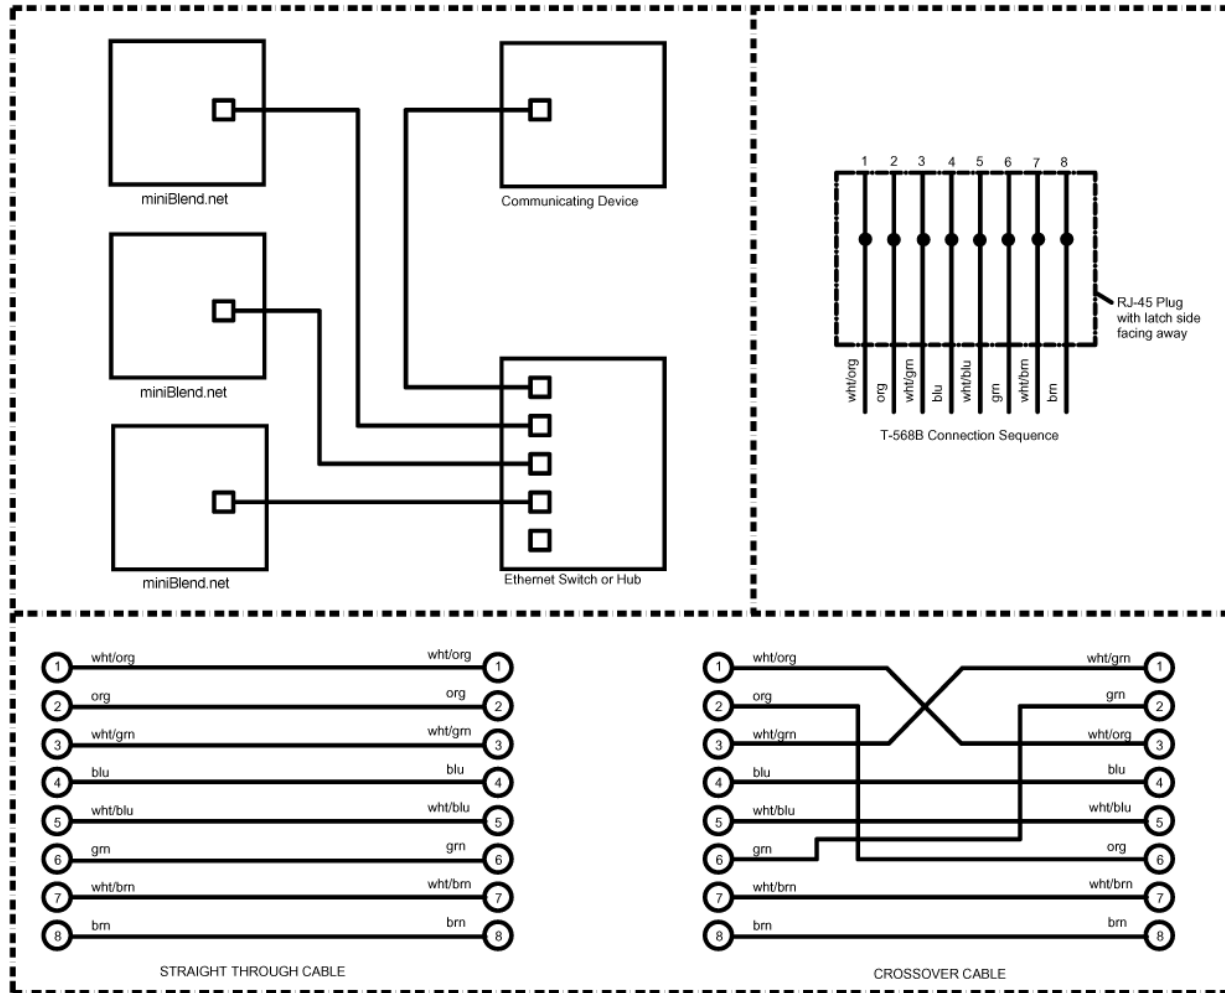 miniBlend.net
Communicating Device
miniBlend.net
miniBlend.net
Ethernet Switch or Hub
1 2 3 4 5 6 7 8
RJ-45 Plug
with latch side
facing away
wht/org
org
wht/grn
blu
wht/blu
grn
wht/brn
brn
T-568B Connection Sequence
1 wht/org wht/org 1
2 org org 2
3 wht/grn wht/grn 3
4 blu blu 4
5 wht/blu wht/blu 5
6 grn grn 6
7 wht/brn wht/brn 7
8 brn brn 8
STRAIGHT THROUGH CABLE
1 wht/org wht/grn 1
2 org grn 2
3 wht/grn wht/org 3
4 blu blu 4
5 wht/blu wht/blu 5
6 grn org 6
7 wht/brn wht/brn 7
8 brn brn 8
CROSSOVER CABLE